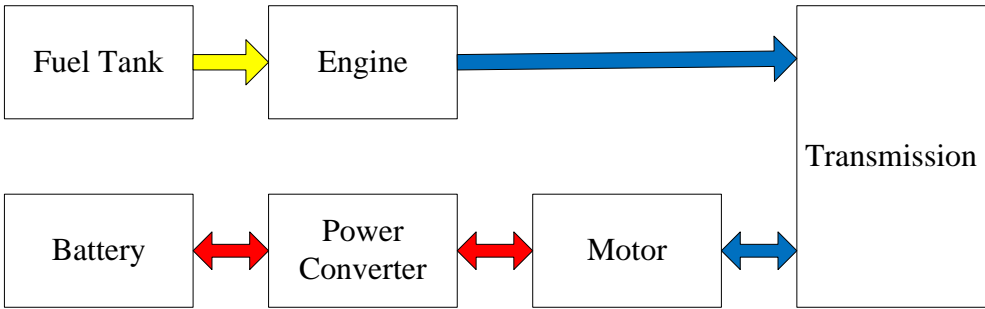 Fuel Tank
Engine
Transmission
Battery
Power
Converter
Motor